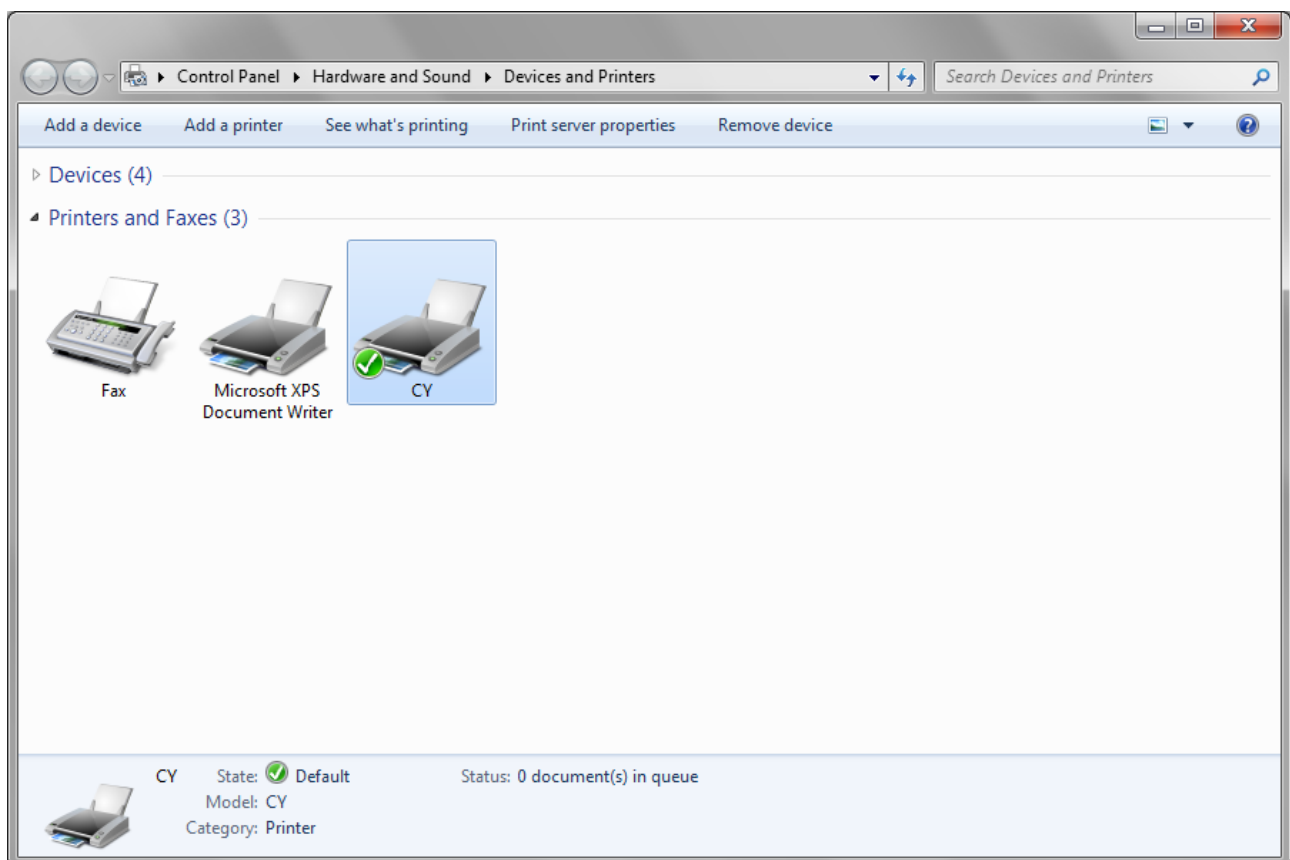 Control Panel Hardware and Sound Devices and Printers Search Devices and Printers
Add a device Add a printer See what's printing Print server properties Remove device
Devices (4)
Printers and Faxes (3)
Fax
Microsoft XPS
Document Writer
CY
CY State: Default Status: 0 document(s) in queue
Model: CY
Category: Printer